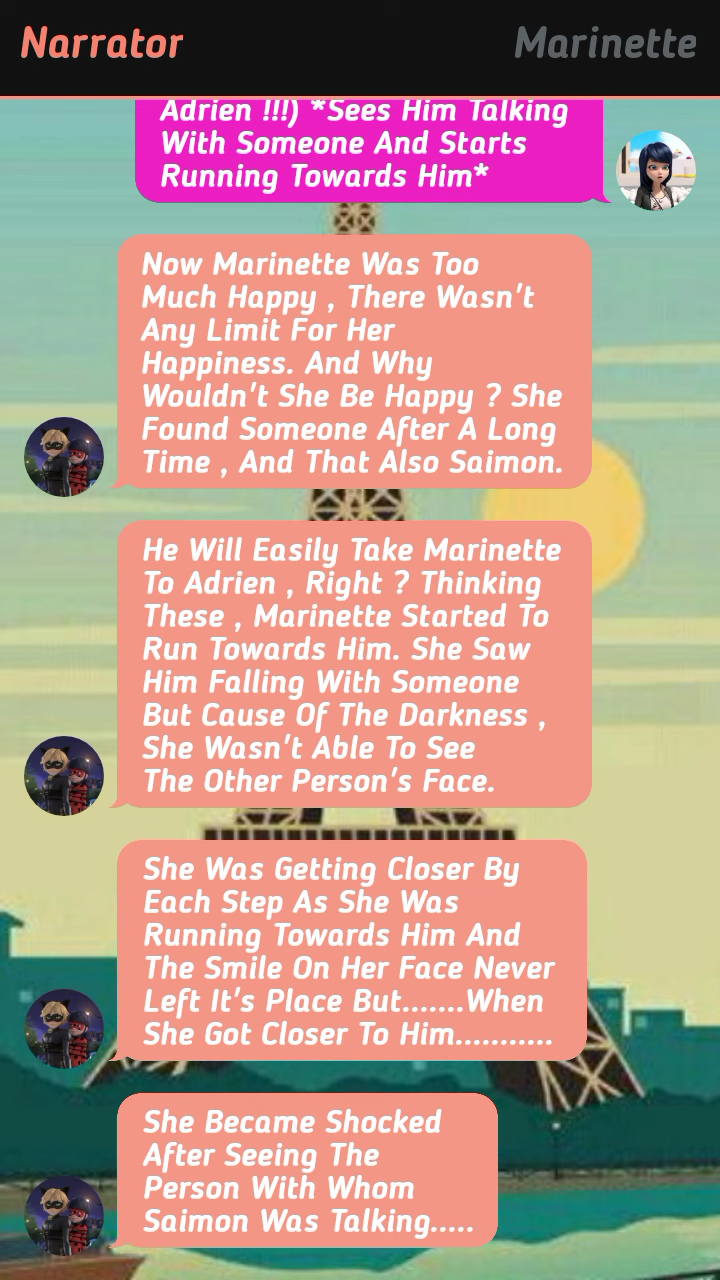 Narrator
Marinette
Adrien !!!) *Sees Him Talking
With Someone And Starts
Running Towards Him*
Now Marinette Was Too
Much Happy , There Wasn't
Any Limit For Her
Happiness. And Why
Wouldn't She Be Happy ? She
Found Someone After A Long
Time , And That Also Saimon.
He Will Easily Take Marinette
To Adrien , Right ? Thinking
These , Marinette Started To
Run Towards Him. She Saw
Him Falling With Someone
But Cause Of The Darkness ,
She Wasn't Able To See
The Other Person's Face.
She Was Getting Closer By
Each Step As She Was
Running Towards Him And
The Smile On Her Face Never
Left It's Place But.......When
She Got Closer To Him...........
She Became Shocked
After Seeing The
Person With Whom
Saimon Was Talking.....